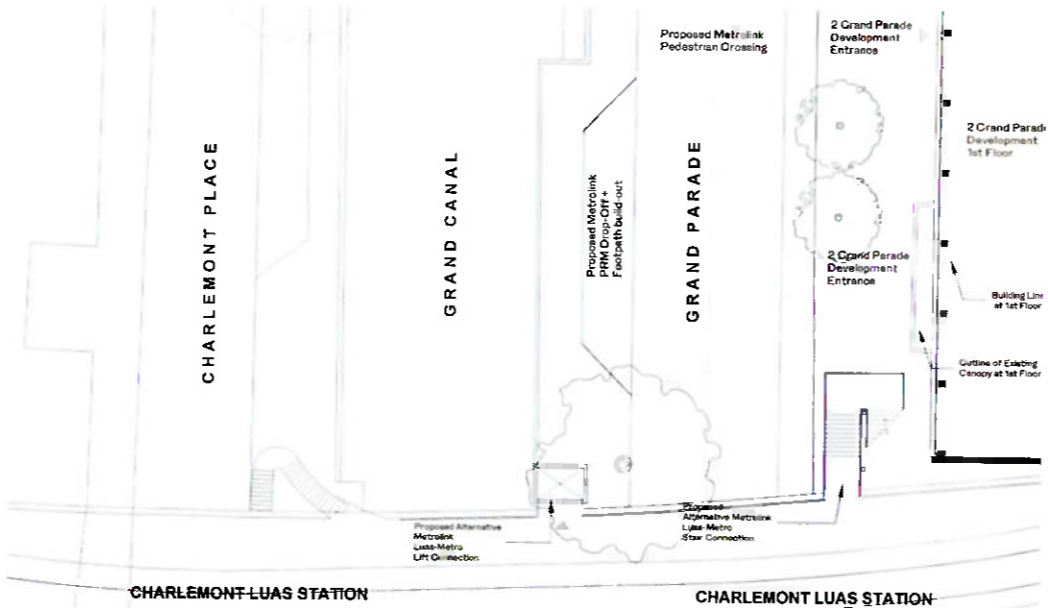 Proposed Metrolink
Pedestrian Crossing
2 Grand Parade
Development
Entrance
2 Grand Parade
Development
1st Floor
CHARLEMONT PLACE
GRAND CANAL
Proposed Metrolink
PRM Drop-Off +
Footpath build-out
GRAND PARADE
2 Grand Parade
Development
Entrance
Building Line
at 1st Floor
Outline of Existing
Canopy at 1st Floor
Proposed Alternative
Metrolink
Luas-Metro
Lift Connection
Proposed
Alternative Metrolink
Luas-Metro
Stair Connection
CHARLEMONT LUAS STATION
CHARLEMONT LUAS STATION